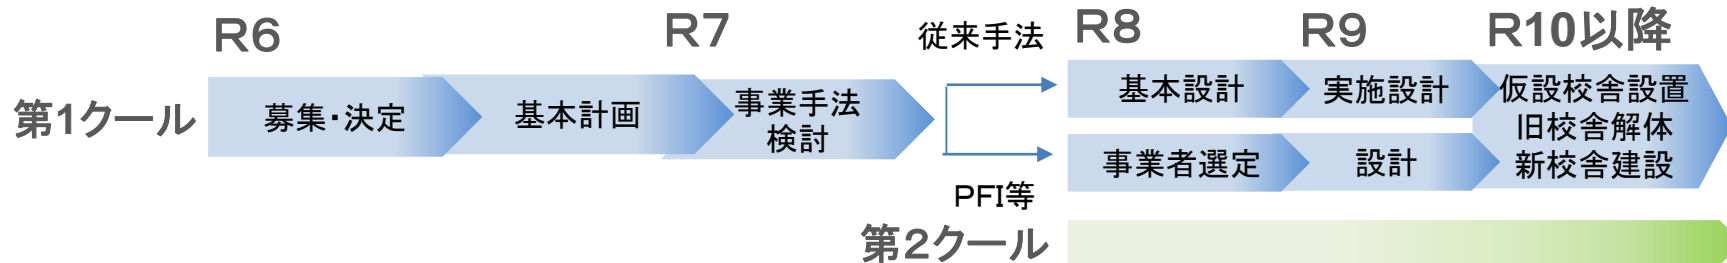 R6
R7
従来手法
R8
R9
R10以降
第1クール
募集・決定
基本計画
事業手法
検討
基本設計
実施設計
仮設校舎設置
旧校舎解体
新校舎建設
事業者選定
設計
PFI等
第2クール